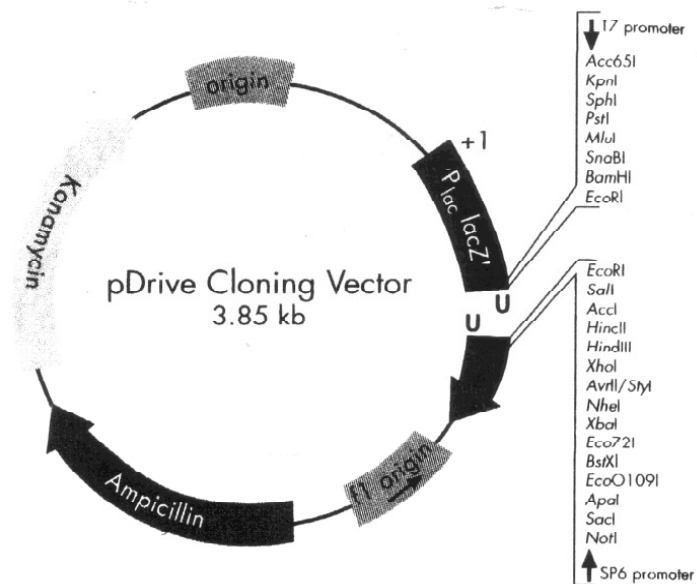 T7 promoter
Acc65I
KpnI
SphI
PstI
MluI
SnaBI
BamHI
EcoRI
origin
+1
Plac lacZ'
Kanamycin
pDrive Cloning Vector
3.85 kb
U
U
EcoRI
SalI
AccI
HincII
HindIII
XhoI
AvrII/StyI
NheI
XbaI
Eco72I
BstXI
EcoO109I
ApaI
SacI
NotI
SP6 promoter
f1 origin
Ampicillin